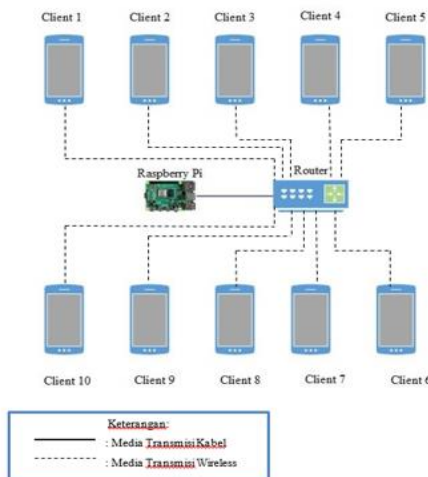 Client 1 Client 2 Client 3 Client 4 Client 5
Raspberry Pi
Router
Client 10 Client 9 Client 8 Client 7 Client 6
Keterangan:
: Media Transmisi Kabel
: Media Transmisi Wireless